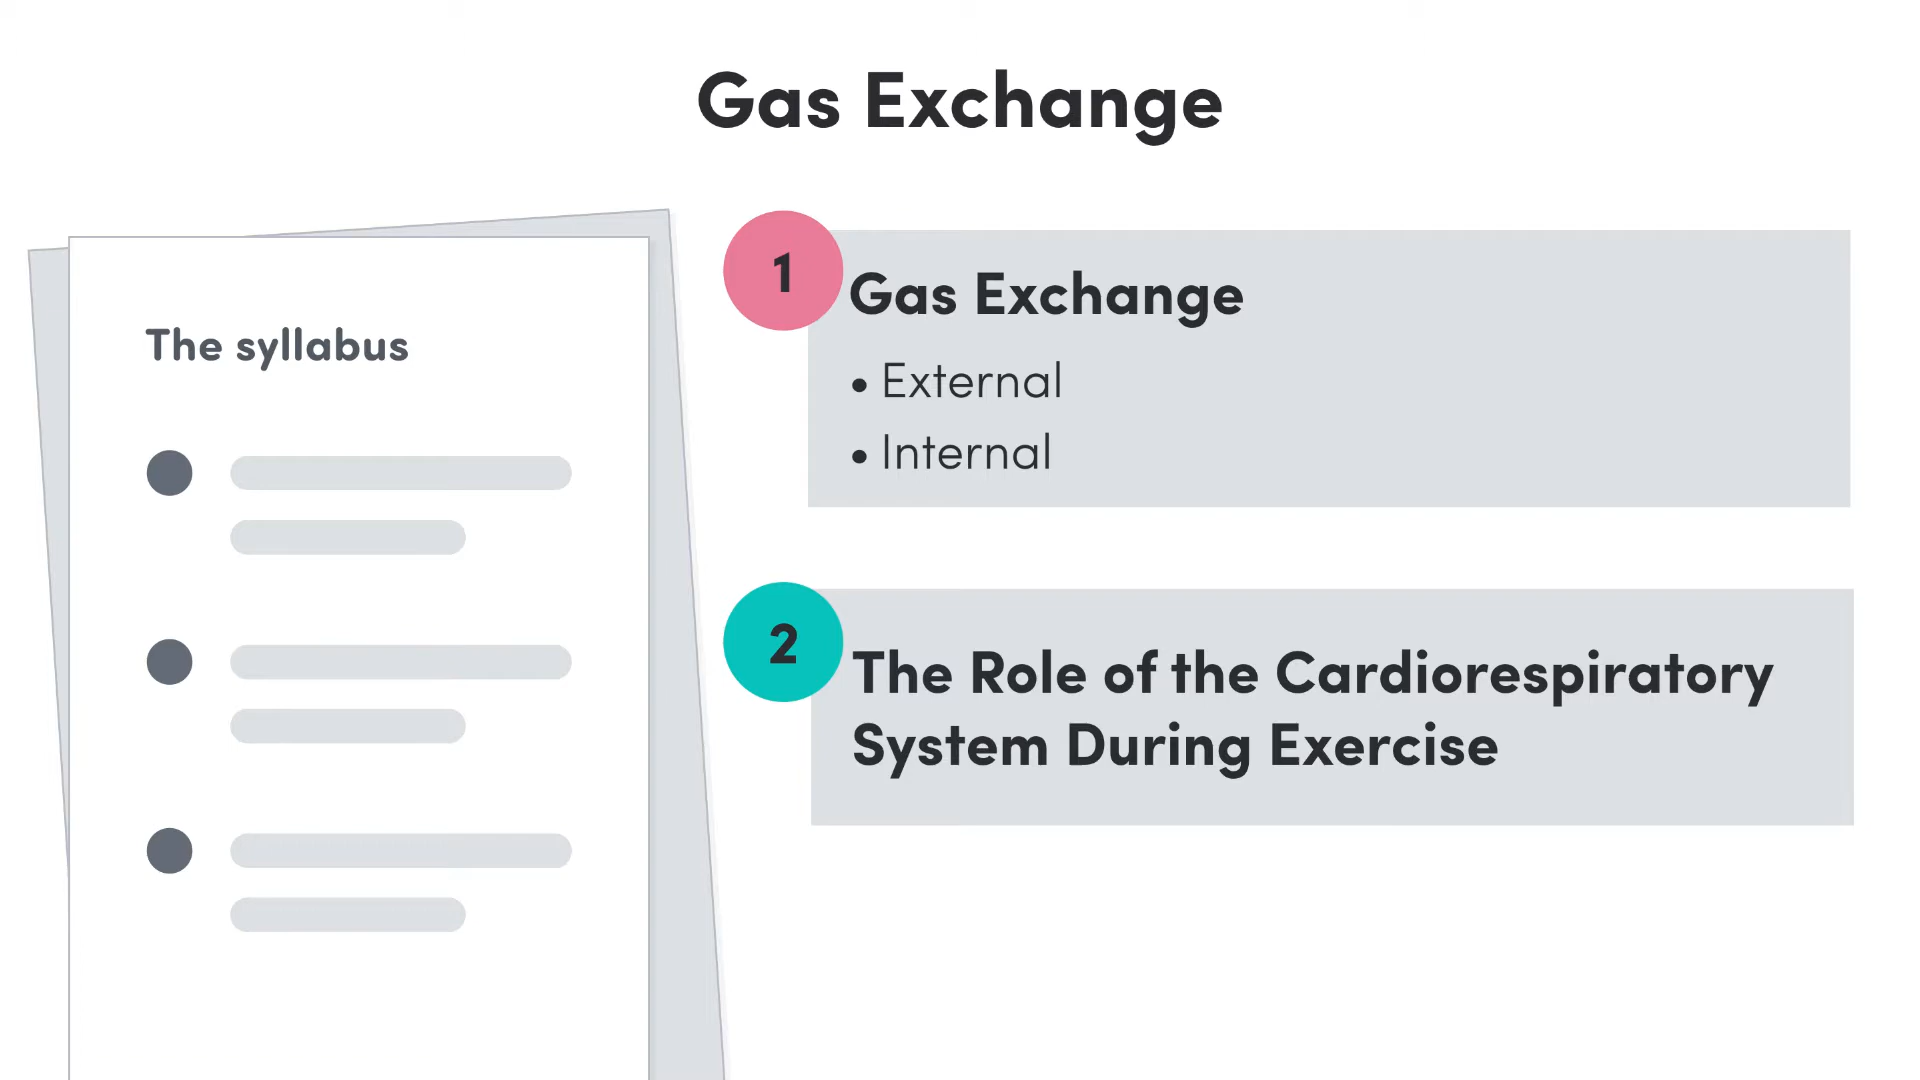 Gas Exchange
The syllabus
1
Gas Exchange
• External
• Internal
2
The Role of the Cardiorespiratory
System During Exercise